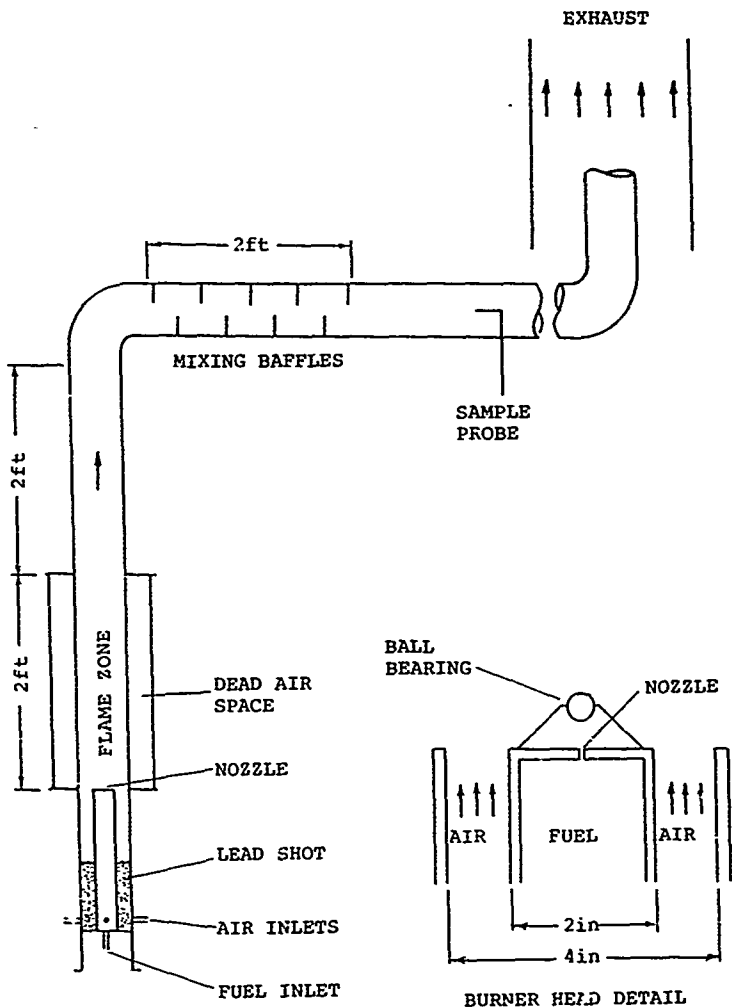 EXHAUST
2ft
MIXING BAFFLES
SAMPLE
PROBE
2ft
2ft
FLAME ZONE
DEAD AIR
SPACE
NOZZLE
LEAD SHOT
AIR INLETS
FUEL INLET
BALL
BEARING
NOZZLE
AIR
FUEL
AIR
2in
4in
BURNER HEAD DETAIL